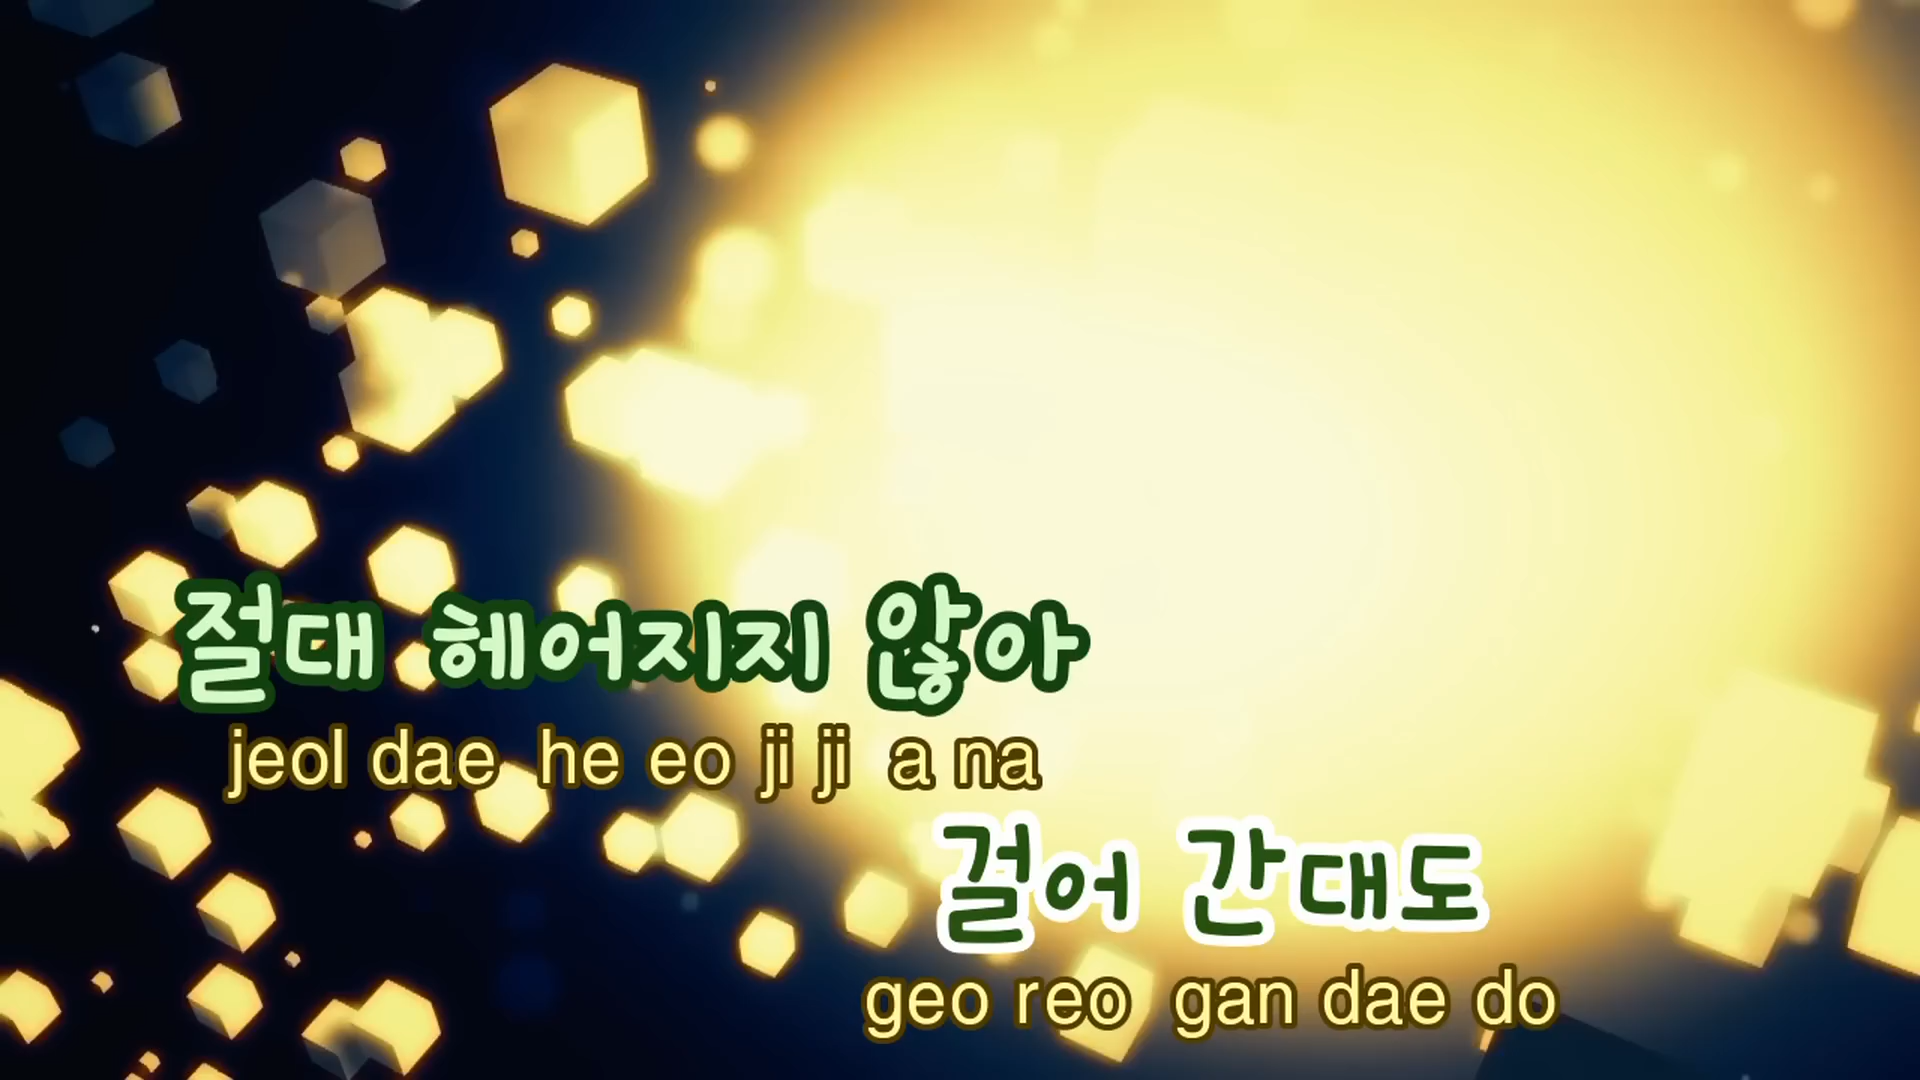 절대 헤어지지 않아
jeol dae he eo ji ji a na
걸어 간대도
geo reo gan dae do